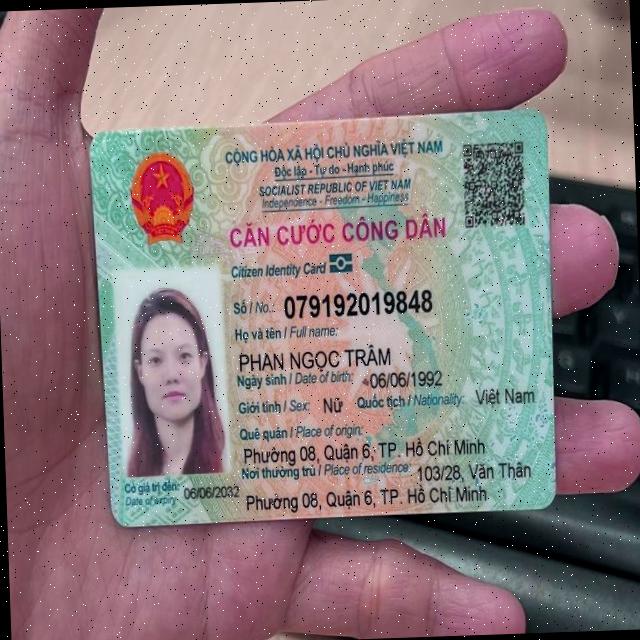 CỘNG HÒA XÃ HỘI CHỦ NGHĨA VIỆT NAM
Độc lập - Tự do - Hạnh phúc
SOCIALIST REPUBLIC OF VIET NAM
Independence - Freedom - Happiness
CĂN CƯỚC CÔNG DÂN
Citizen Identity Card
Số / No.: 079192019848
Họ và tên / Full name:
PHAN NGỌC TRÂM
Ngày sinh / Date of birth: 06/06/1992
Giới tính / Sex: Nữ Quốc tịch / Nationality: Việt Nam
Quê quán / Place of origin:
Phường 08, Quận 6, TP. Hồ Chí Minh
Nơi thường trú / Place of residence: 103/28, Văn Thân
Phường 08, Quận 6, TP. Hồ Chí Minh
Có giá trị đến: 06/06/2032
Date of expiry: